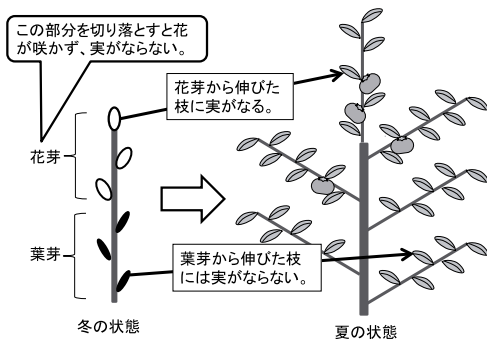 この部分を切り落とすと花
が咲かず、実がならない。
花芽から伸びた
枝に実がなる。
花芽
葉芽
葉芽から伸びた枝
には実がならない。
冬の状態
夏の状態